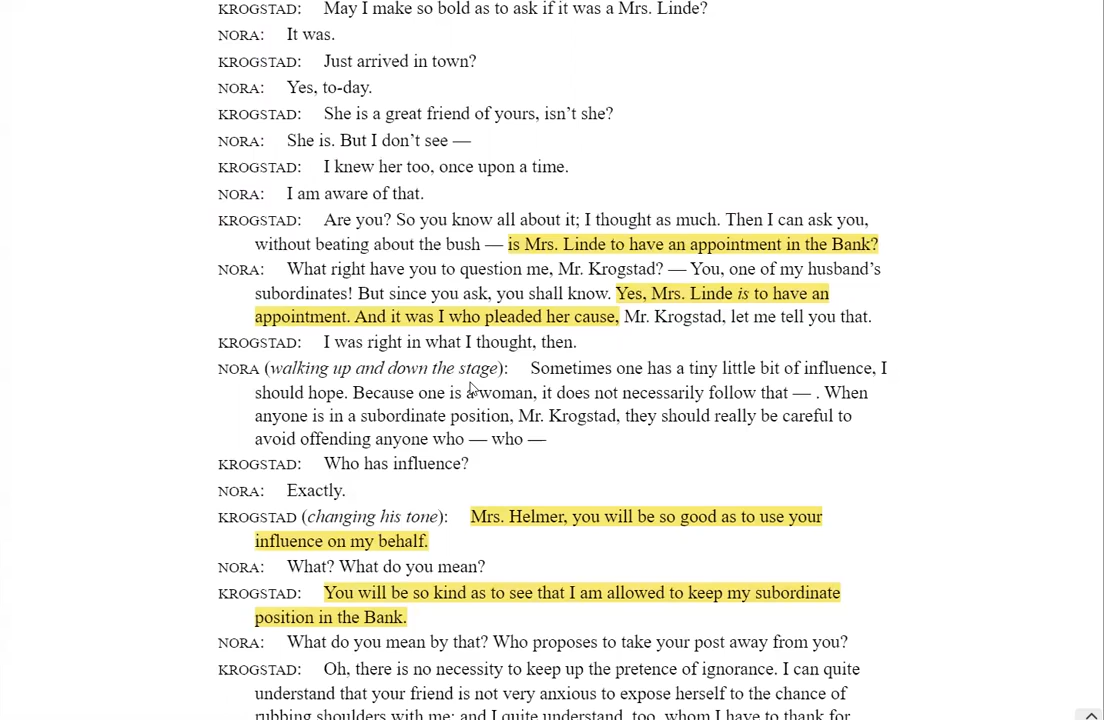 KROGSTAD: May I make so bold as to ask if it was a Mrs. Linde?
NORA: It was.
KROGSTAD: Just arrived in town?
NORA: Yes, to-day.
KROGSTAD: She is a great friend of yours, isn’t she?
NORA: She is. But I don’t see —
KROGSTAD: I knew her too, once upon a time.
NORA: I am aware of that.
KROGSTAD: Are you? So you know all about it; I thought as much. Then I can ask you,
without beating about the bush — is Mrs. Linde to have an appointment in the Bank?
NORA: What right have you to question me, Mr. Krogstad? — You, one of my husband’s
subordinates! But since you ask, you shall know. Yes, Mrs. Linde is to have an
appointment. And it was I who pleaded her cause, Mr. Krogstad, let me tell you that.
KROGSTAD: I was right in what I thought, then.
NORA (walking up and down the stage): Sometimes one has a tiny little bit of influence, I
should hope. Because one is a woman, it does not necessarily follow that — . When
anyone is in a subordinate position, Mr. Krogstad, they should really be careful to
avoid offending anyone who — who —
KROGSTAD: Who has influence?
NORA: Exactly.
KROGSTAD (changing his tone): Mrs. Helmer, you will be so good as to use your
influence on my behalf.
NORA: What? What do you mean?
KROGSTAD: You will be so kind as to see that I am allowed to keep my subordinate
position in the Bank.
NORA: What do you mean by that? Who proposes to take your post away from you?
KROGSTAD: Oh, there is no necessity to keep up the pretence of ignorance. I can quite
understand that your friend is not very anxious to expose herself to the chance of
rubbing shoulders with me; and I quite understand, too, whom I have to thank for